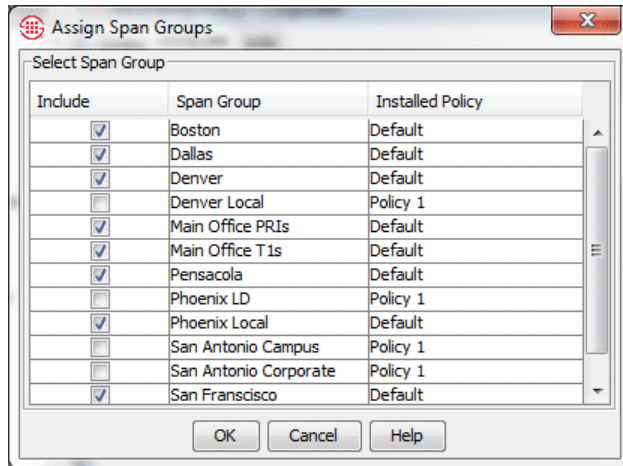 Assign Span Groups
Select Span Group
Include Span Group Installed Policy
Boston Default
Dallas Default
Denver Default
Denver Local Policy 1
Main Office PRIs Default
Main Office T1s Default
Pensacola Default
Phoenix LD Policy 1
Phoenix Local Default
San Antonio Campus Policy 1
San Antonio Corporate Policy 1
San Franscisco Default
OK Cancel Help